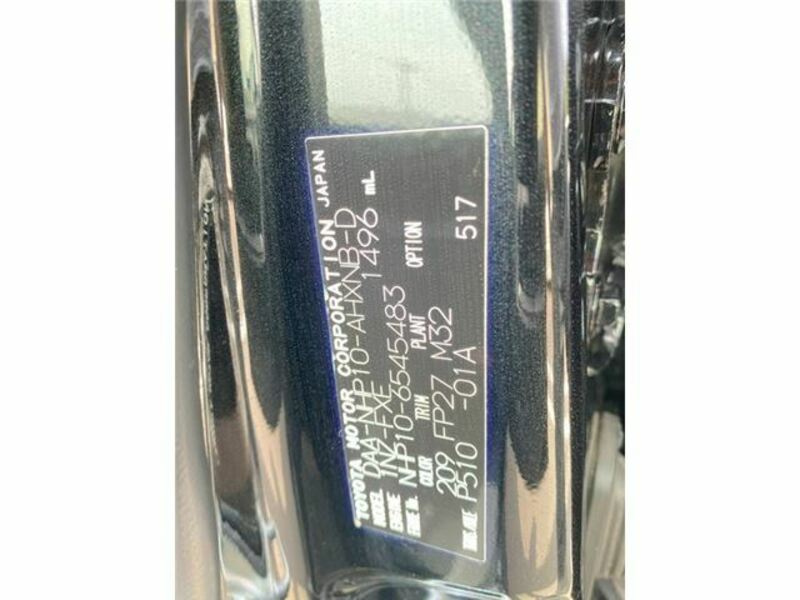 TOYOTA MOTOR CORPORATION JAPAN
MODEL DAA-NHP10-AHXNB-D
ENGINE 1NZ-FXE 1496 mL.
FRAME No. NHP10-6545483
COLOR TRIM PLANT OPTION
209 FP27 M32
TRNS./AXLE P510 -01A 517